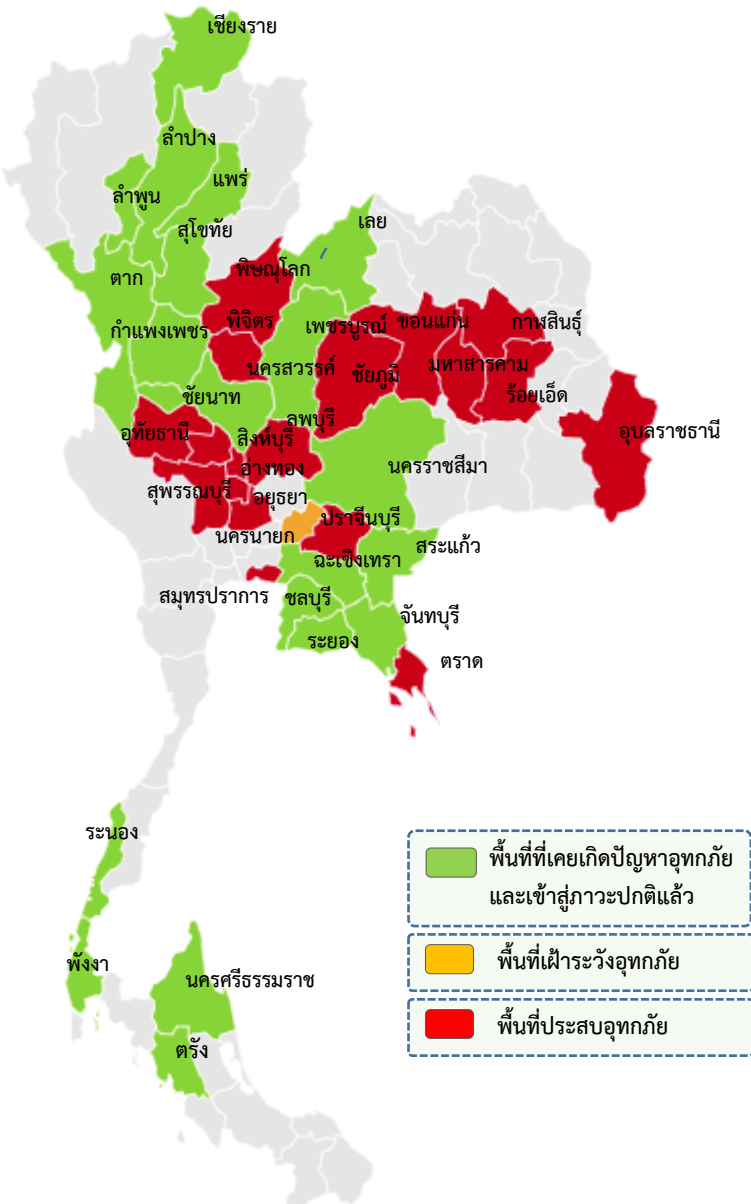 เชียงราย
ลำปาง
แพร่
ลำพูน
เลย
สุโขทัย
พิษณุโลก
ตาก
พิจิตร
เพชรบูรณ์
ขอนแก่น
กาฬสินธุ์
กำแพงเพชร
นครสวรรค์
ชัยภูมิ
มหาสารคาม
ร้อยเอ็ด
ชัยนาท
ลพบุรี
อุทัยธานี
สิงห์บุรี
อุบลราชธานี
อ่างทอง
นครราชสีมา
สุพรรณบุรี
อยุธยา
ปราจีนบุรี
นครนายก
สระแก้ว
ฉะเชิงเทรา
สมุทรปราการ
ชลบุรี
จันทบุรี
ระยอง
ตราด
ระนอง
พื้นที่ที่เคยเกิดปัญหาอุทกภัย
และเข้าสู่ภาวะปกติแล้ว
พื้นที่เฝ้าระวังอุทกภัย
พื้นที่ประสบอุทกภัย
พังงา
นครศรีธรรมราช
ตรัง